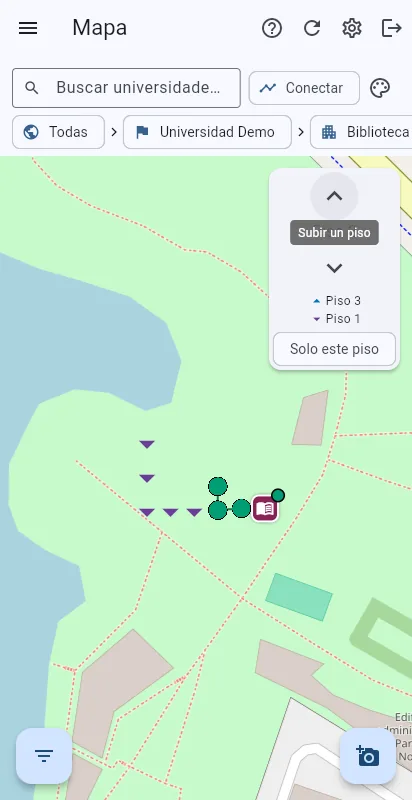 Mapa
Buscar universidade…
Conectar
Todas
Universidad Demo
Biblioteca
Subir un piso
Piso 3
Piso 1
Solo este piso